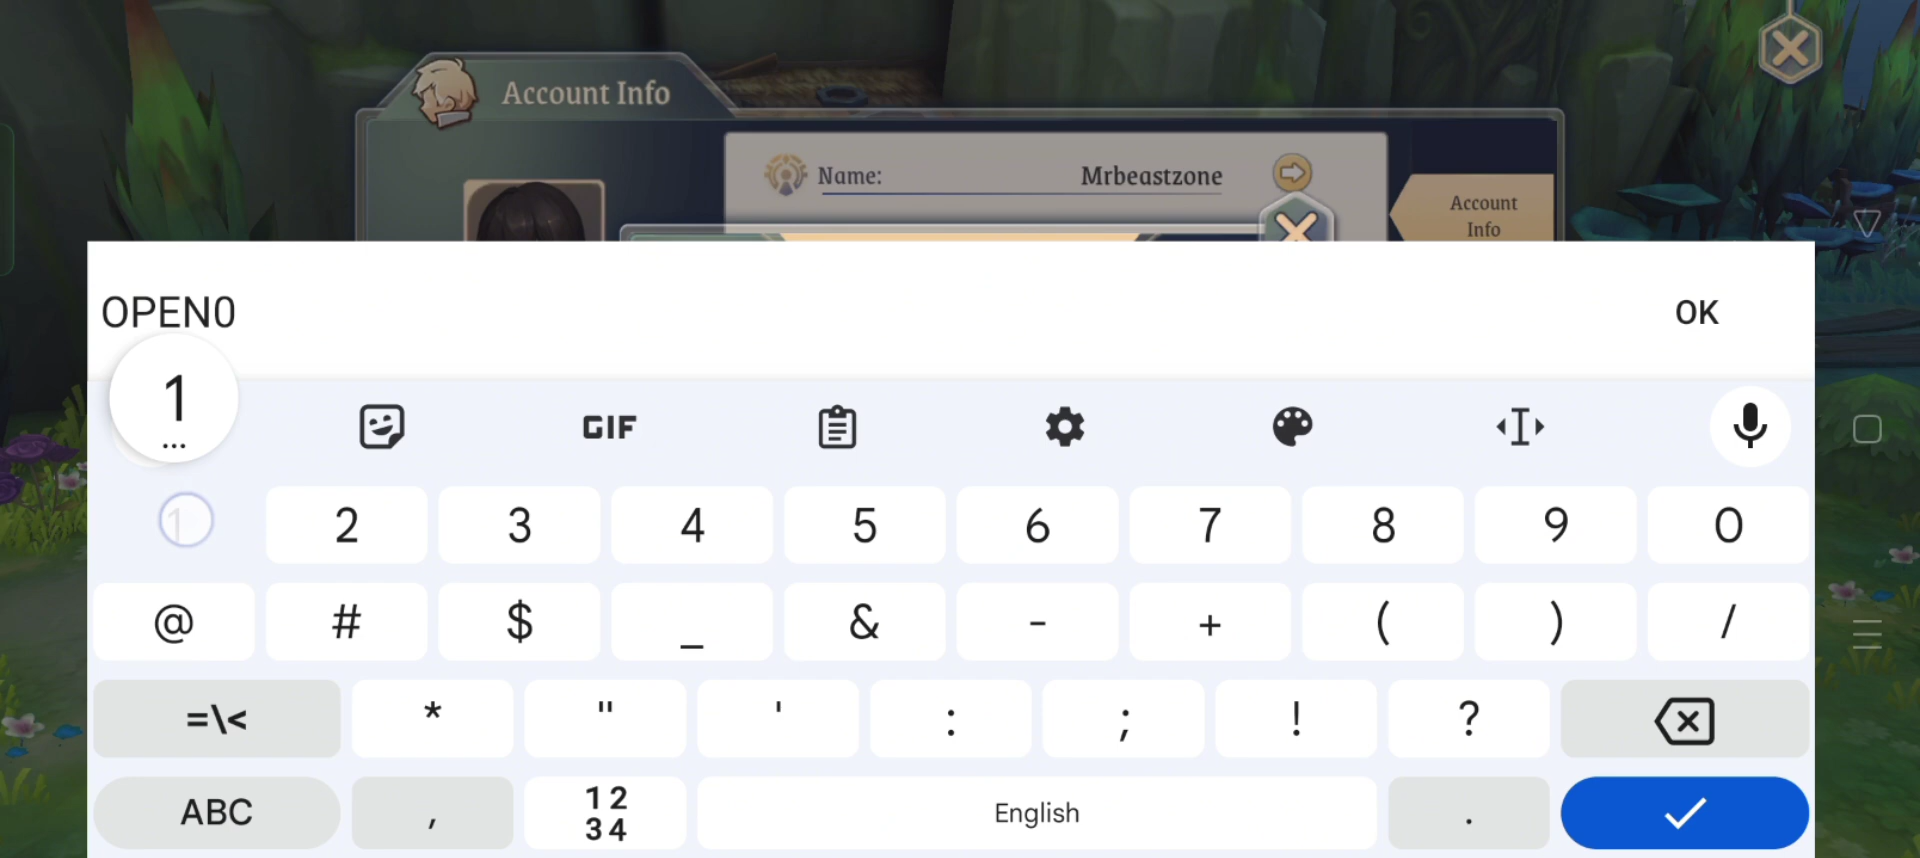 Account Info
Name: Mrbeastzone
Account
Info
OPEN0
OK
1
...
GIF
1 2 3 4 5 6 7 8 9 0
@ # $ _ & - + ( ) /
=\< * " ' : ; ! ?
ABC , 12 English .
34